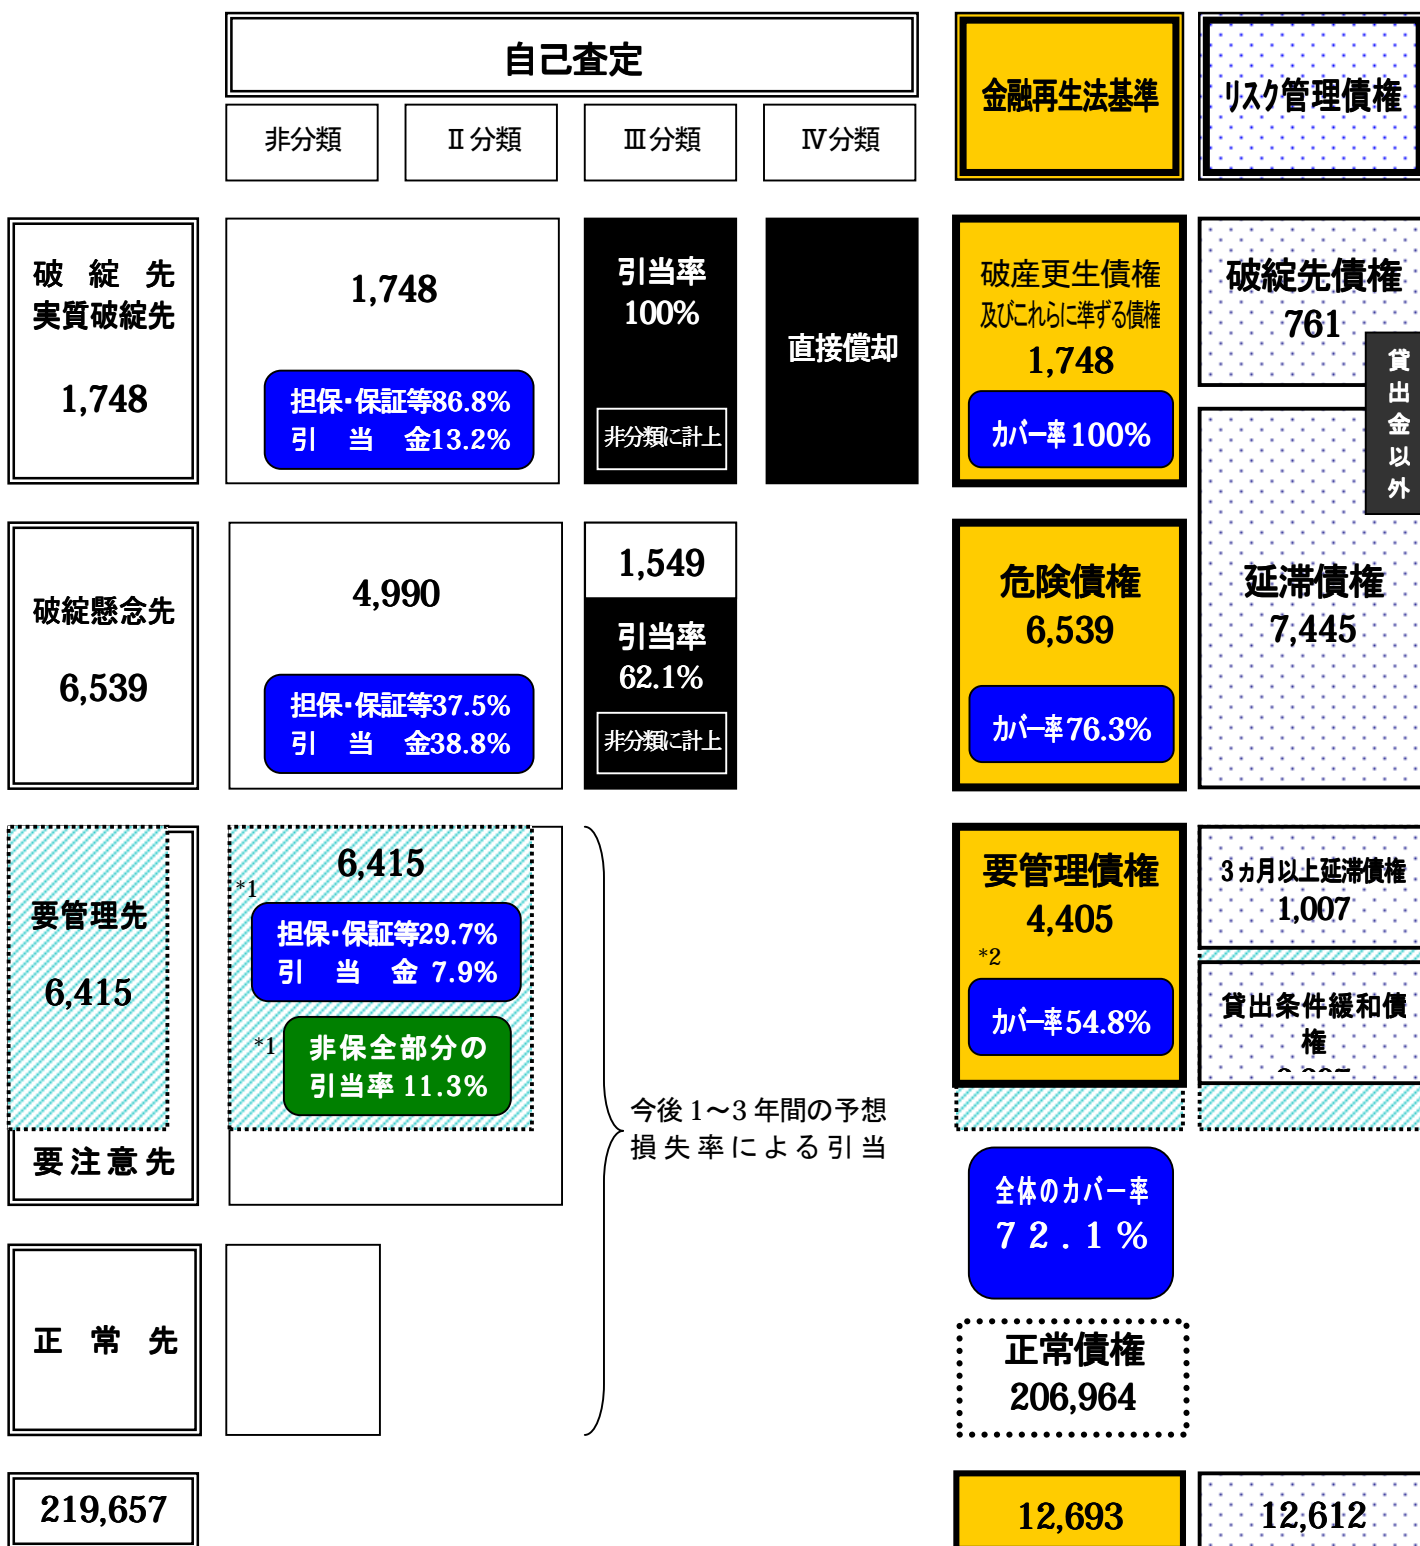 自己査定
金融再生法基準
リスク管理債権
非分類
Ⅱ分類
Ⅲ分類
Ⅳ分類
破綻先
実質破綻先
1,748
1,748
担保・保証等86.8%
引当金13.2%
引当率
100%
非分類に計上
直接償却
破産更生債権
及びこれらに準ずる債権
1,748
カバー率100%
破綻先債権
761
貸出金以外
破綻懸念先
6,539
4,990
担保・保証等37.5%
引当金38.8%
1,549
引当率
62.1%
非分類に計上
危険債権
6,539
カバー率76.3%
延滞債権
7,445
要管理先
6,415
要注意先
6,415
*1
担保・保証等29.7%
引当金 7.9%
*1
非保全部分の
引当率 11.3%
今後1~3年間の予想
損失率による引当
要管理債権
4,405
*2
カバー率54.8%
3ヵ月以上延滞債権
1,007
貸出条件緩和債
権
全体のカバー率
72.1%
正常先
正常債権
206,964
219,657
12,693
12,612